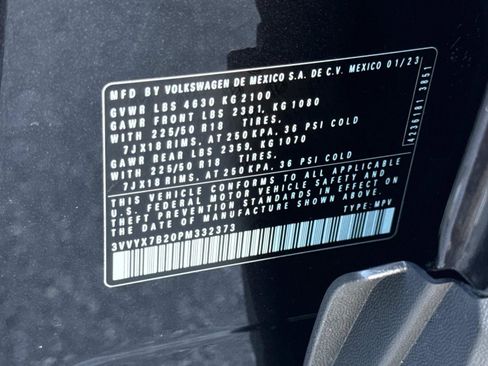 MFD BY VOLKSWAGEN DE MEXICO S.A. DE C.V. MEXICO 01/23
GVWR LBS 4630 KG 2100
GAWR FRONT LBS 2381, KG 1080
WITH 225/50 R18 TIRES.
7JX18 RIMS, AT 250 KPA, 36 PSI COLD
GAWR REAR LBS 2359, KG 1070
WITH 225/50 R18 TIRES.
7JX18 RIMS, AT 250 KPA, 36 PSI COLD
THIS VEHICLE CONFORMS TO ALL APPLICABLE
U.S. FEDERAL MOTOR VEHICLE SAFETY AND
THEFT PREVENTION STANDARDS IN EFFECT ON
THE DATE OF MANUFACTURE SHOWN ABOVE.
3VVYX7B20PM332373 TYPE: MPV
4236181 3851